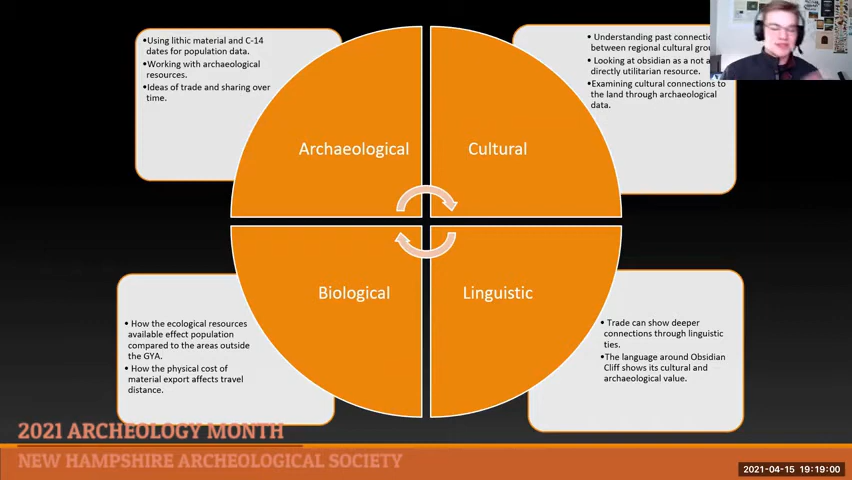 •Using lithic material and C-14
dates for population data.
•Working with archaeological
resources.
•Ideas of trade and sharing over
time.
• Understanding past
between regional cultural
• Looking at obsidian as a not
directly utilitarian resource.
•Examining cultural connections to
the land through archaeological
data.
Archaeological
Cultural
Biological
Linguistic
• How the ecological resources
available effect population
compared to the areas outside
the GYA.
• How the physical cost of
material export affects travel
distance.
• Trade can show deeper
connections through linguistic
ties.
•The language around Obsidian
Cliff shows its cultural and
archaeological value.
2021 ARCHEOLOGY MONTH
NEW HAMPSHIRE ARCHEOLOGICAL SOCIETY
2021-04-15 19:19:00